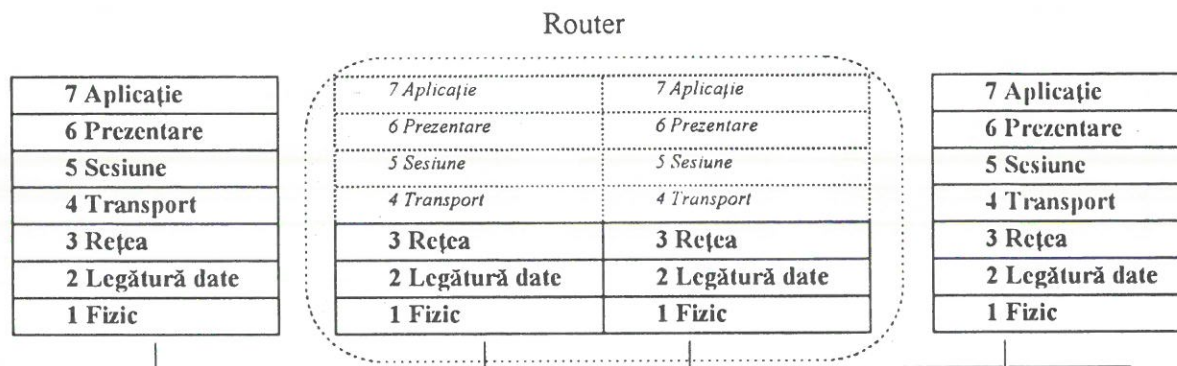 Router
7 Aplicație
6 Prezentare
5 Sesiune
4 Transport
3 Rețea
2 Legătură date
1 Fizic
7 Aplicație 7 Aplicație
6 Prezentare 6 Prezentare
5 Sesiune 5 Sesiune
4 Transport 4 Transport
3 Rețea 3 Rețea
2 Legătură date 2 Legătură date
1 Fizic 1 Fizic
7 Aplicație
6 Prezentare
5 Sesiune
4 Transport
3 Rețea
2 Legătură date
1 Fizic